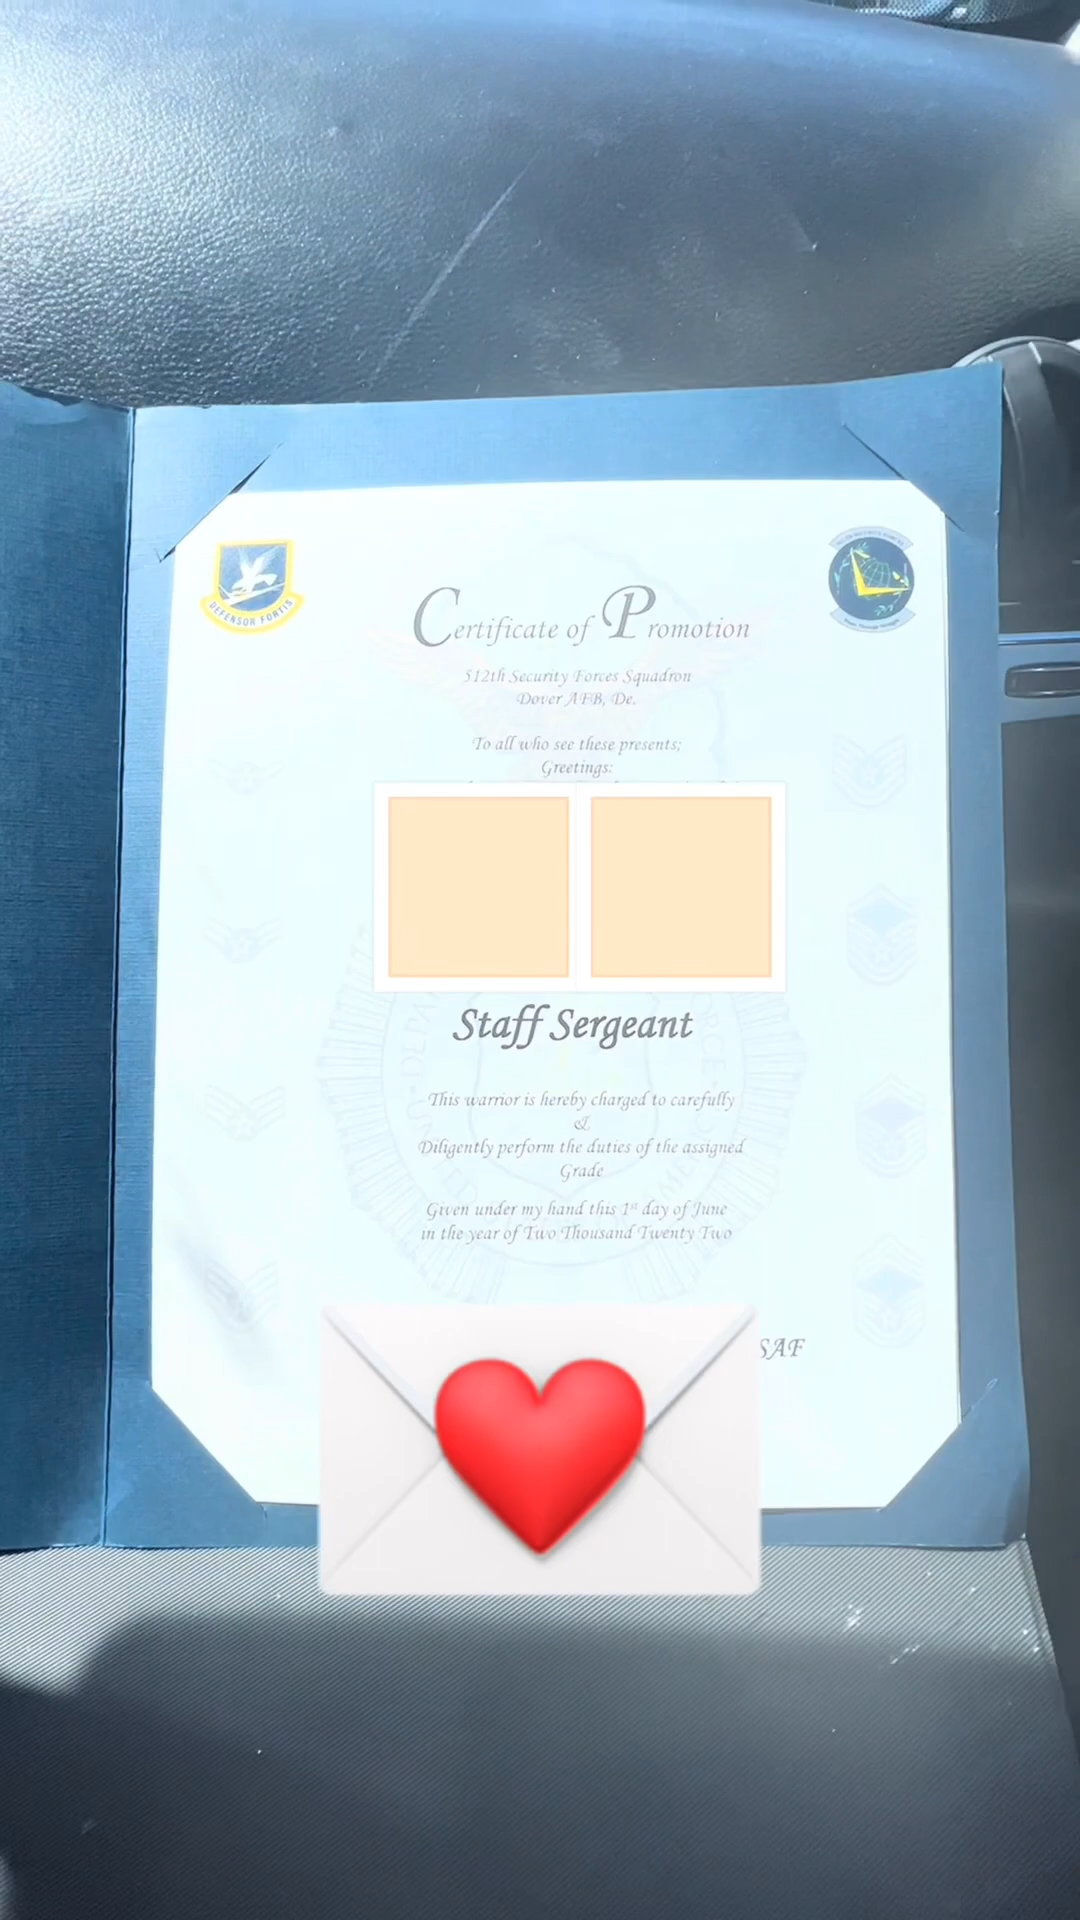 DEFENSOR FORTIS
Certificate of Promotion
512th Security Forces Squadron
Dover AFB, De.
To all who see these presents;
Greetings:
Staff Sergeant
This warrior is hereby charged to carefully
&
Diligently perform the duties of the assigned
Grade
Given under my hand this 1st day of June
in the year of Two Thousand Twenty Two
SAF